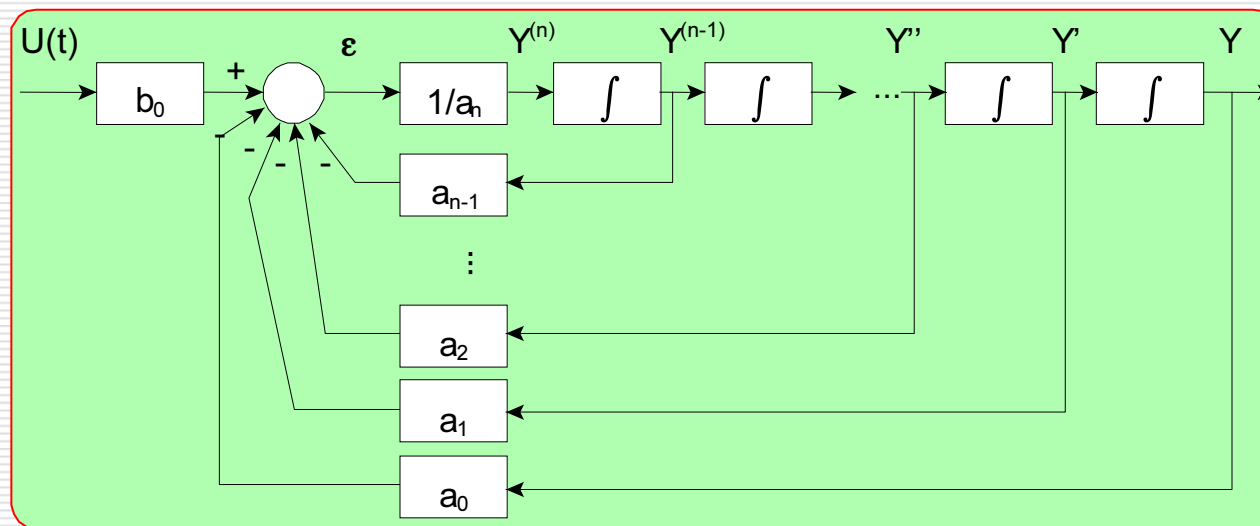 U(t) ε Y⁽ⁿ⁾ Y⁽ⁿ⁻¹⁾ Y’’ Y’ Y
b₀ + 1/aₙ ∫ ∫ ... ∫ ∫
- - - -
aₙ₋₁
...
a₂
a₁
a₀